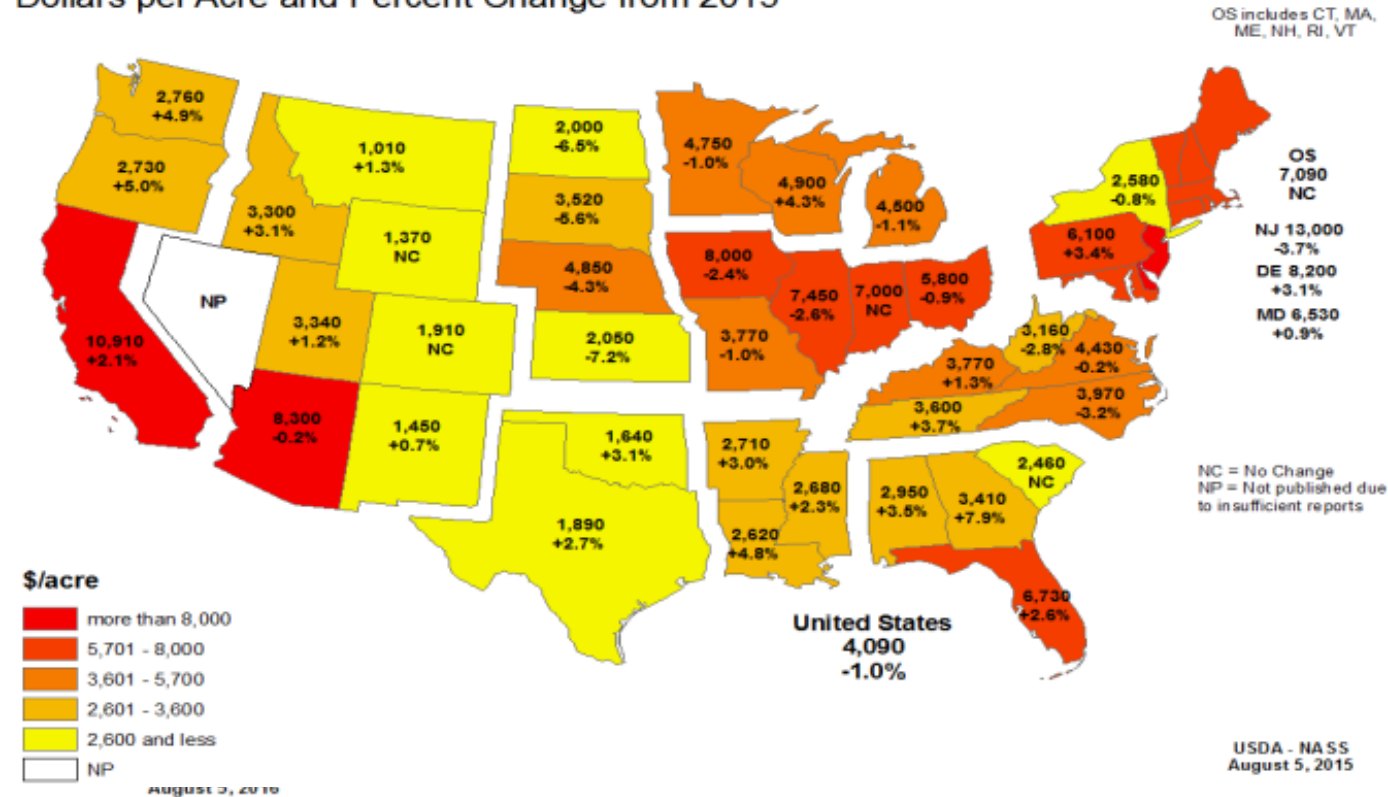 Dollars per Acre and Percent Change from 2015
OS includes CT, MA,
ME, NH, RI, VT
2,760
+4.9%
2,730
+5.0%
10,910
+2.1%
NP
3,300
+3.1%
1,010
+1.3%
1,370
NC
3,340
+1.2%
1,910
NC
8,300
-0.2%
1,450
+0.7%
2,000
-6.5%
3,520
-5.6%
4,850
-4.3%
2,050
-7.2%
1,640
+3.1%
1,890
+2.7%
4,750
-1.0%
4,900
+4.3%
4,500
-1.1%
8,000
-2.4%
3,770
-1.0%
7,450
-2.6%
7,000
NC
5,800
-0.9%
2,710
+3.0%
2,620
+4.8%
2,680
+2.3%
2,950
+3.5%
3,410
+7.9%
2,460
NC
6,730
+2.6%
3,770
+1.3%
3,600
+3.7%
3,160
-2.8%
4,430
-0.2%
3,970
-3.2%
2,580
-0.8%
6,100
+3.4%
OS
7,090
NC
NJ 13,000
-3.7%
DE 8,200
+3.1%
MD 6,530
+0.9%
NC = No Change
NP = Not published due
to insufficient reports
United States
4,090
-1.0%
$/acre
more than 8,000
5,701 - 8,000
3,601 - 5,700
2,601 - 3,600
2,600 and less
NP
August 5, 2016
USDA - NASS
August 5, 2015